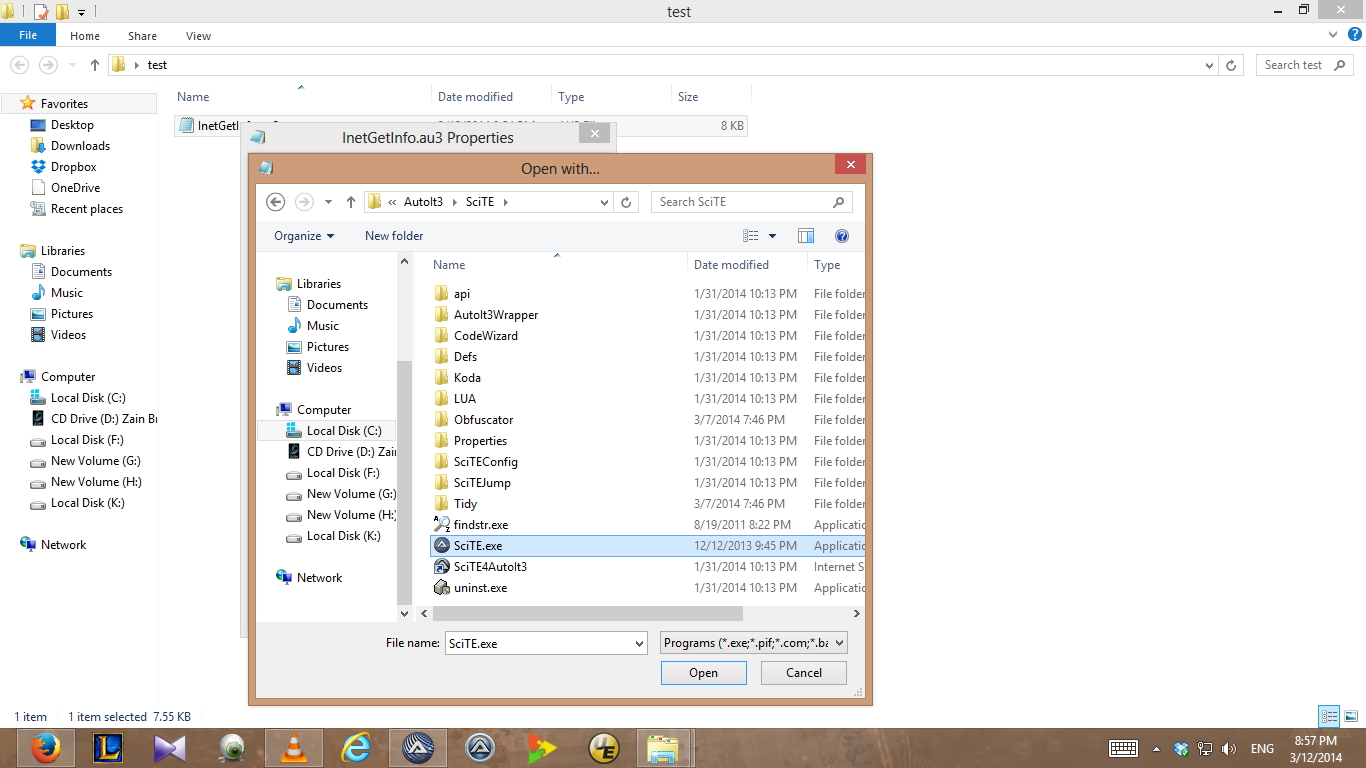 test
File Home Share View
test
Search test
Name Date modified Type Size
InetGetI
8 KB
Favorites
Desktop
Downloads
Dropbox
OneDrive
Recent places
Libraries
Documents
Music
Pictures
Videos
Computer
Local Disk (C:)
CD Drive (D:) Zain Br
Local Disk (F:)
New Volume (G:)
New Volume (H:)
Local Disk (K:)
Network
InetGetInfo.au3 Properties
Open with...
« AutoIt3 SciTE
Search SciTE
Organize New folder
Libraries
Documents
Music
Pictures
Videos
Computer
Local Disk (C:)
CD Drive (D:) Zai
Local Disk (F:)
New Volume (G:)
New Volume (H:
Local Disk (K:)
Network
Name Date modified Type
api 1/31/2014 10:13 PM File folder
AutoIt3Wrapper 1/31/2014 10:13 PM File folder
CodeWizard 1/31/2014 10:13 PM File folder
Defs 1/31/2014 10:13 PM File folder
Koda 1/31/2014 10:13 PM File folder
LUA 1/31/2014 10:13 PM File folder
Obfuscator 3/7/2014 7:46 PM File folder
Properties 1/31/2014 10:13 PM File folder
SciTEConfig 1/31/2014 10:13 PM File folder
SciTEJump 1/31/2014 10:13 PM File folder
Tidy 3/7/2014 7:46 PM File folder
findstr.exe 8/19/2011 8:22 PM Applicatio
SciTE.exe 12/12/2013 9:45 PM Applicatio
SciTE4AutoIt3 1/31/2014 10:13 PM Internet S
uninst.exe 1/31/2014 10:13 PM Applicatio
File name: SciTE.exe Programs (*.exe;*.pif;*.com;*.ba
Open Cancel
1 item 1 item selected 7.55 KB
ENG
8:57 PM
3/12/2014